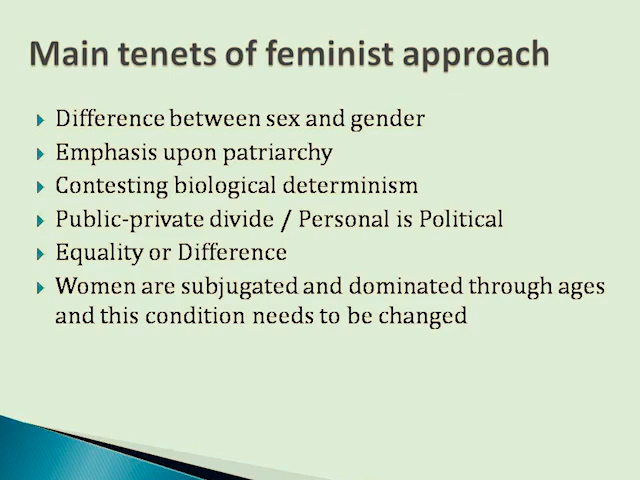 Main tenets of feminist approach
Difference between sex and gender
Emphasis upon patriarchy
Contesting biological determinism
Public-private divide / Personal is Political
Equality or Difference
Women are subjugated and dominated through ages
and this condition needs to be changed